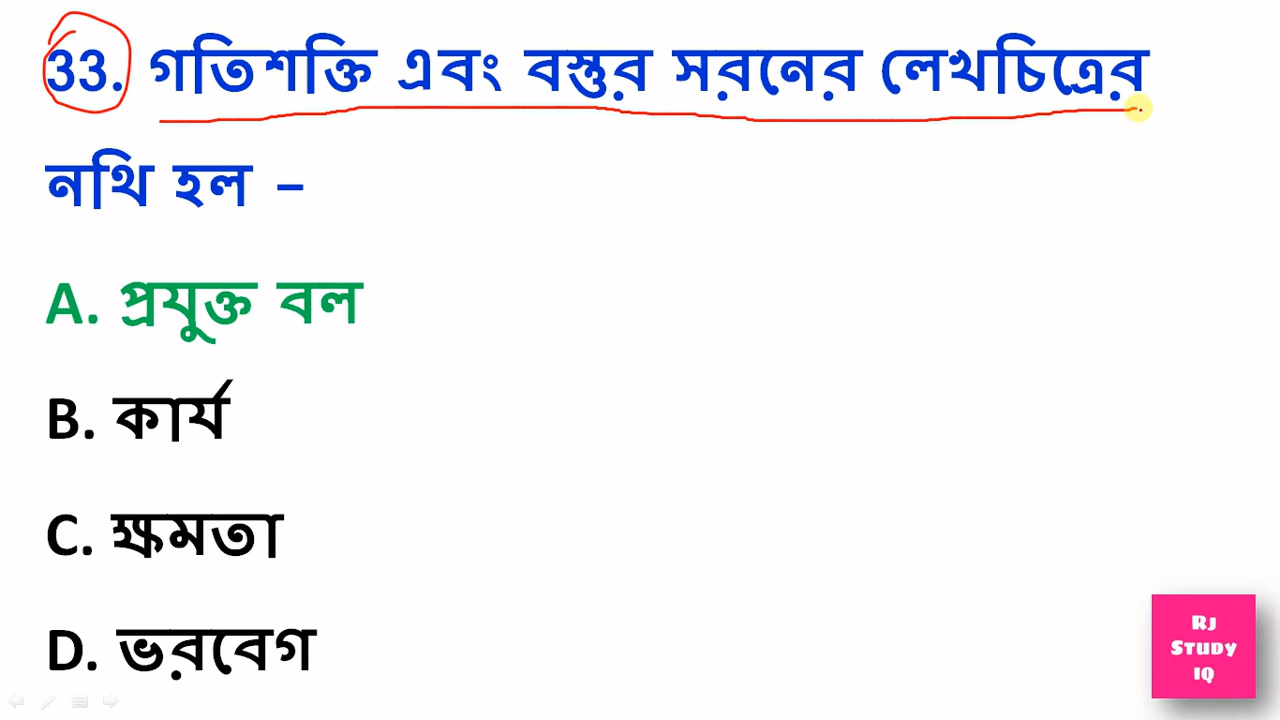 33. গতিশক্তি এবং বস্তুর সরনের লেখচিত্রের
নথি হল –
A. প্রযুক্ত বল
B. কার্য
C. ক্ষমতা
D. ভরবেগ
RJ
STUDY
IQ